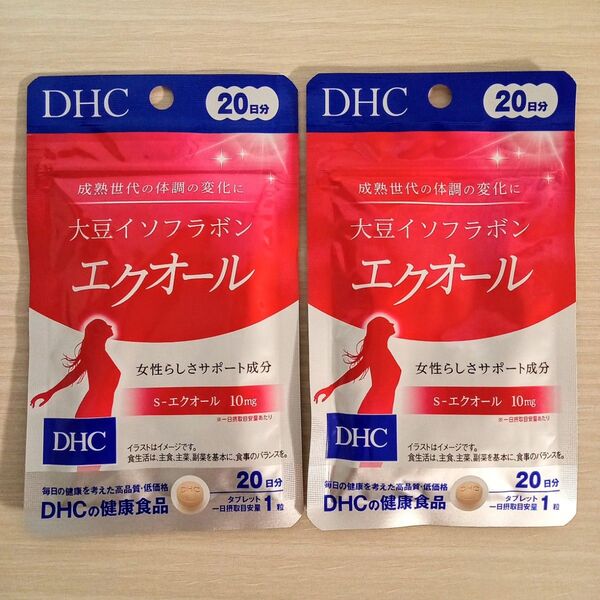 DHC
20日分
成熟世代の体調の変化に
大豆イソフラボン
エクオール
女性らしさサポート成分
S-エクオール 10mg
※一日摂取目安量あたり
DHC
イラストはイメージです。
食生活は、主食、主菜、副菜を基本に、食事のバランスを。
毎日の健康を考えた高品質・低価格
DHCの健康食品
DHC
20日分
タブレット
一日摂取目安量 1粒
DHC
20日分
成熟世代の体調の変化に
大豆イソフラボン
エクオール
女性らしさサポート成分
S-エクオール 10mg
※一日摂取目安量あたり
DHC
イラストはイメージです。
食生活は、主食、主菜、副菜を基本に、食事のバランスを。
毎日の健康を考えた高品質・低価格
DHCの健康食品
DHC
20日分
タブレット
一日摂取目安量 1粒